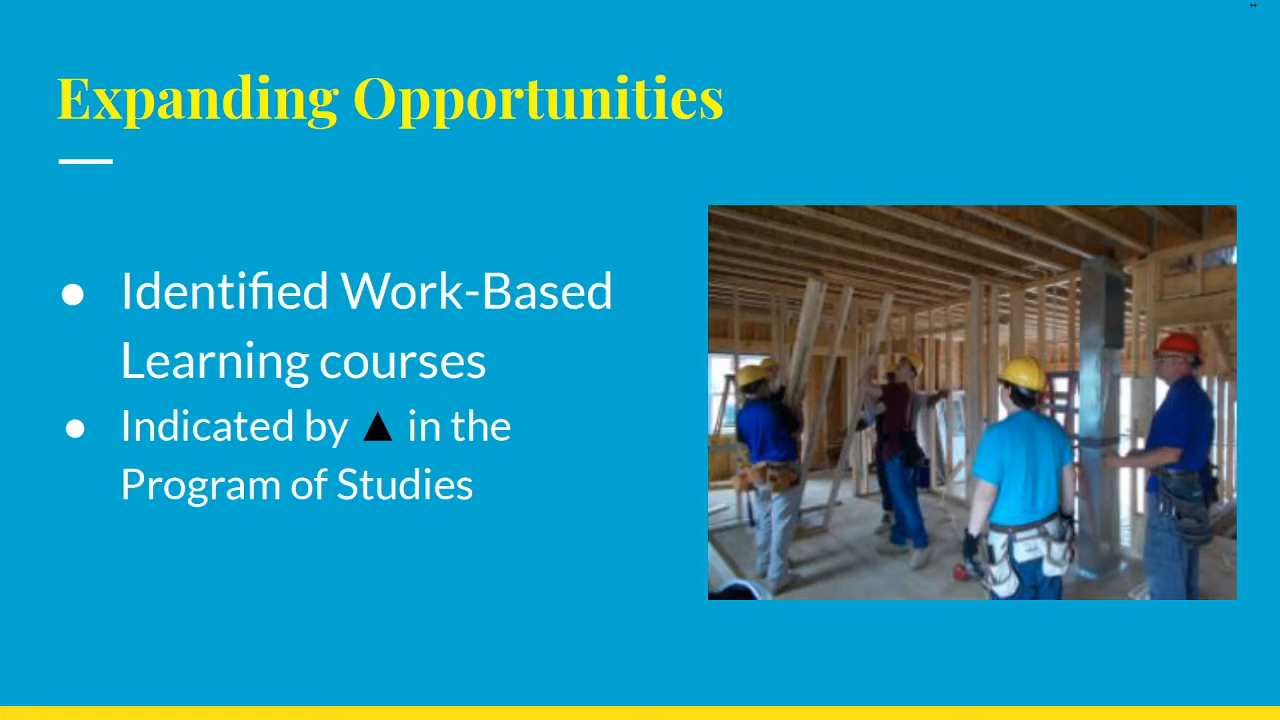 Expanding Opportunities
● Identified Work-Based
Learning courses
● Indicated by ▲ in the
Program of Studies